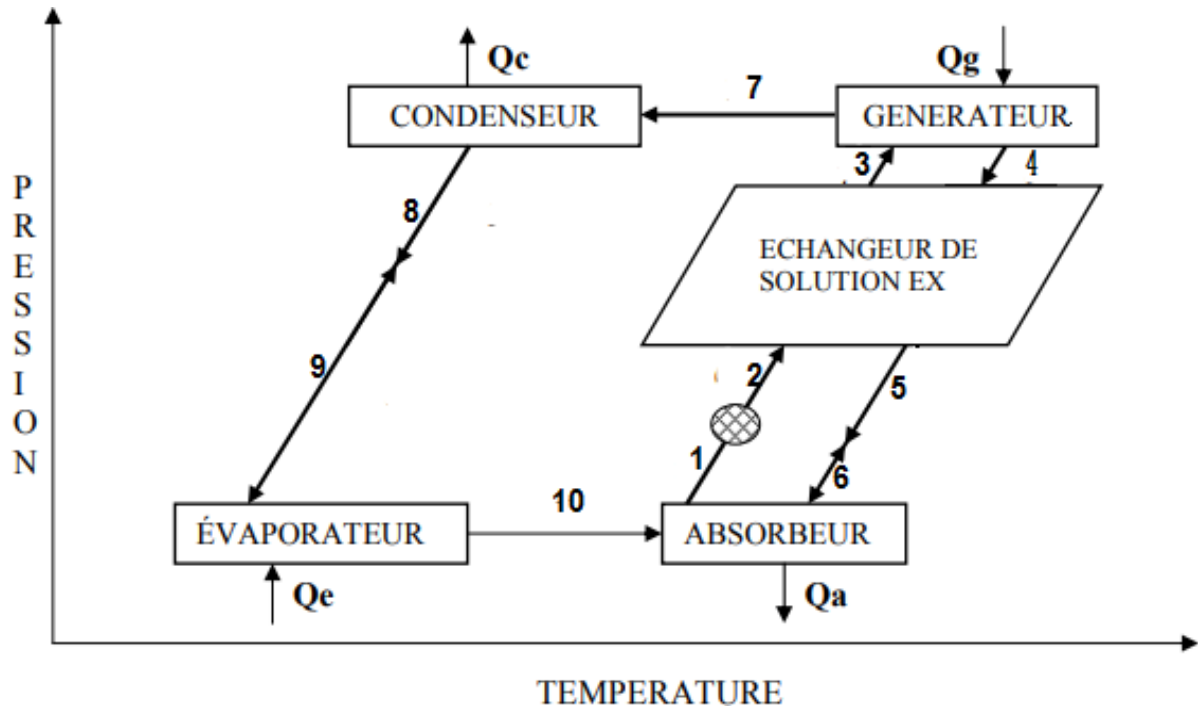 Qc
Qg
7
CONDENSEUR
GENERATEUR
3
4
PRESSION
8
ECHANGEUR DE
SOLUTION EX
9
2
5
1
6
10
ÉVAPORATEUR
ABSORBEUR
Qe
Qa
TEMPERATURE